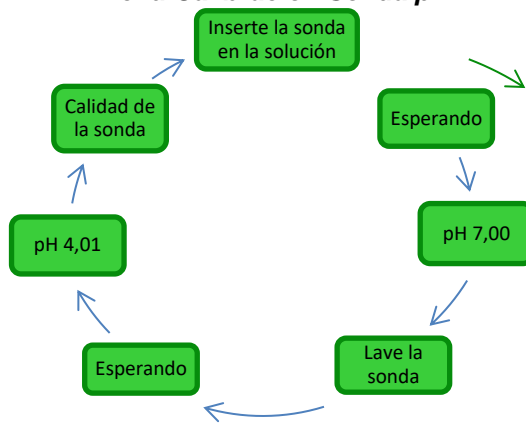 Inserte la sonda
en la solución
Esperando
pH 7,00
Lave la
sonda
Esperando
pH 4,01
Calidad de
la sonda